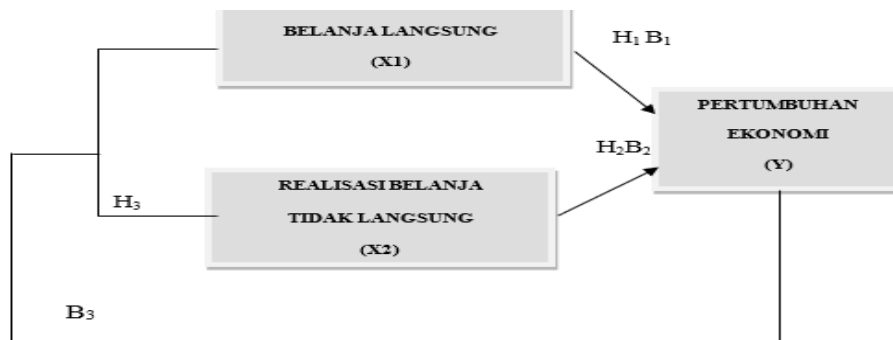 BELANJA LANGSUNG
(X1)
H₁ B₁
PERTUMBUHAN
EKONOMI
(Y)
H₂B₂
REALISASI BELANJA
TIDAK LANGSUNG
(X2)
H₃
B₃